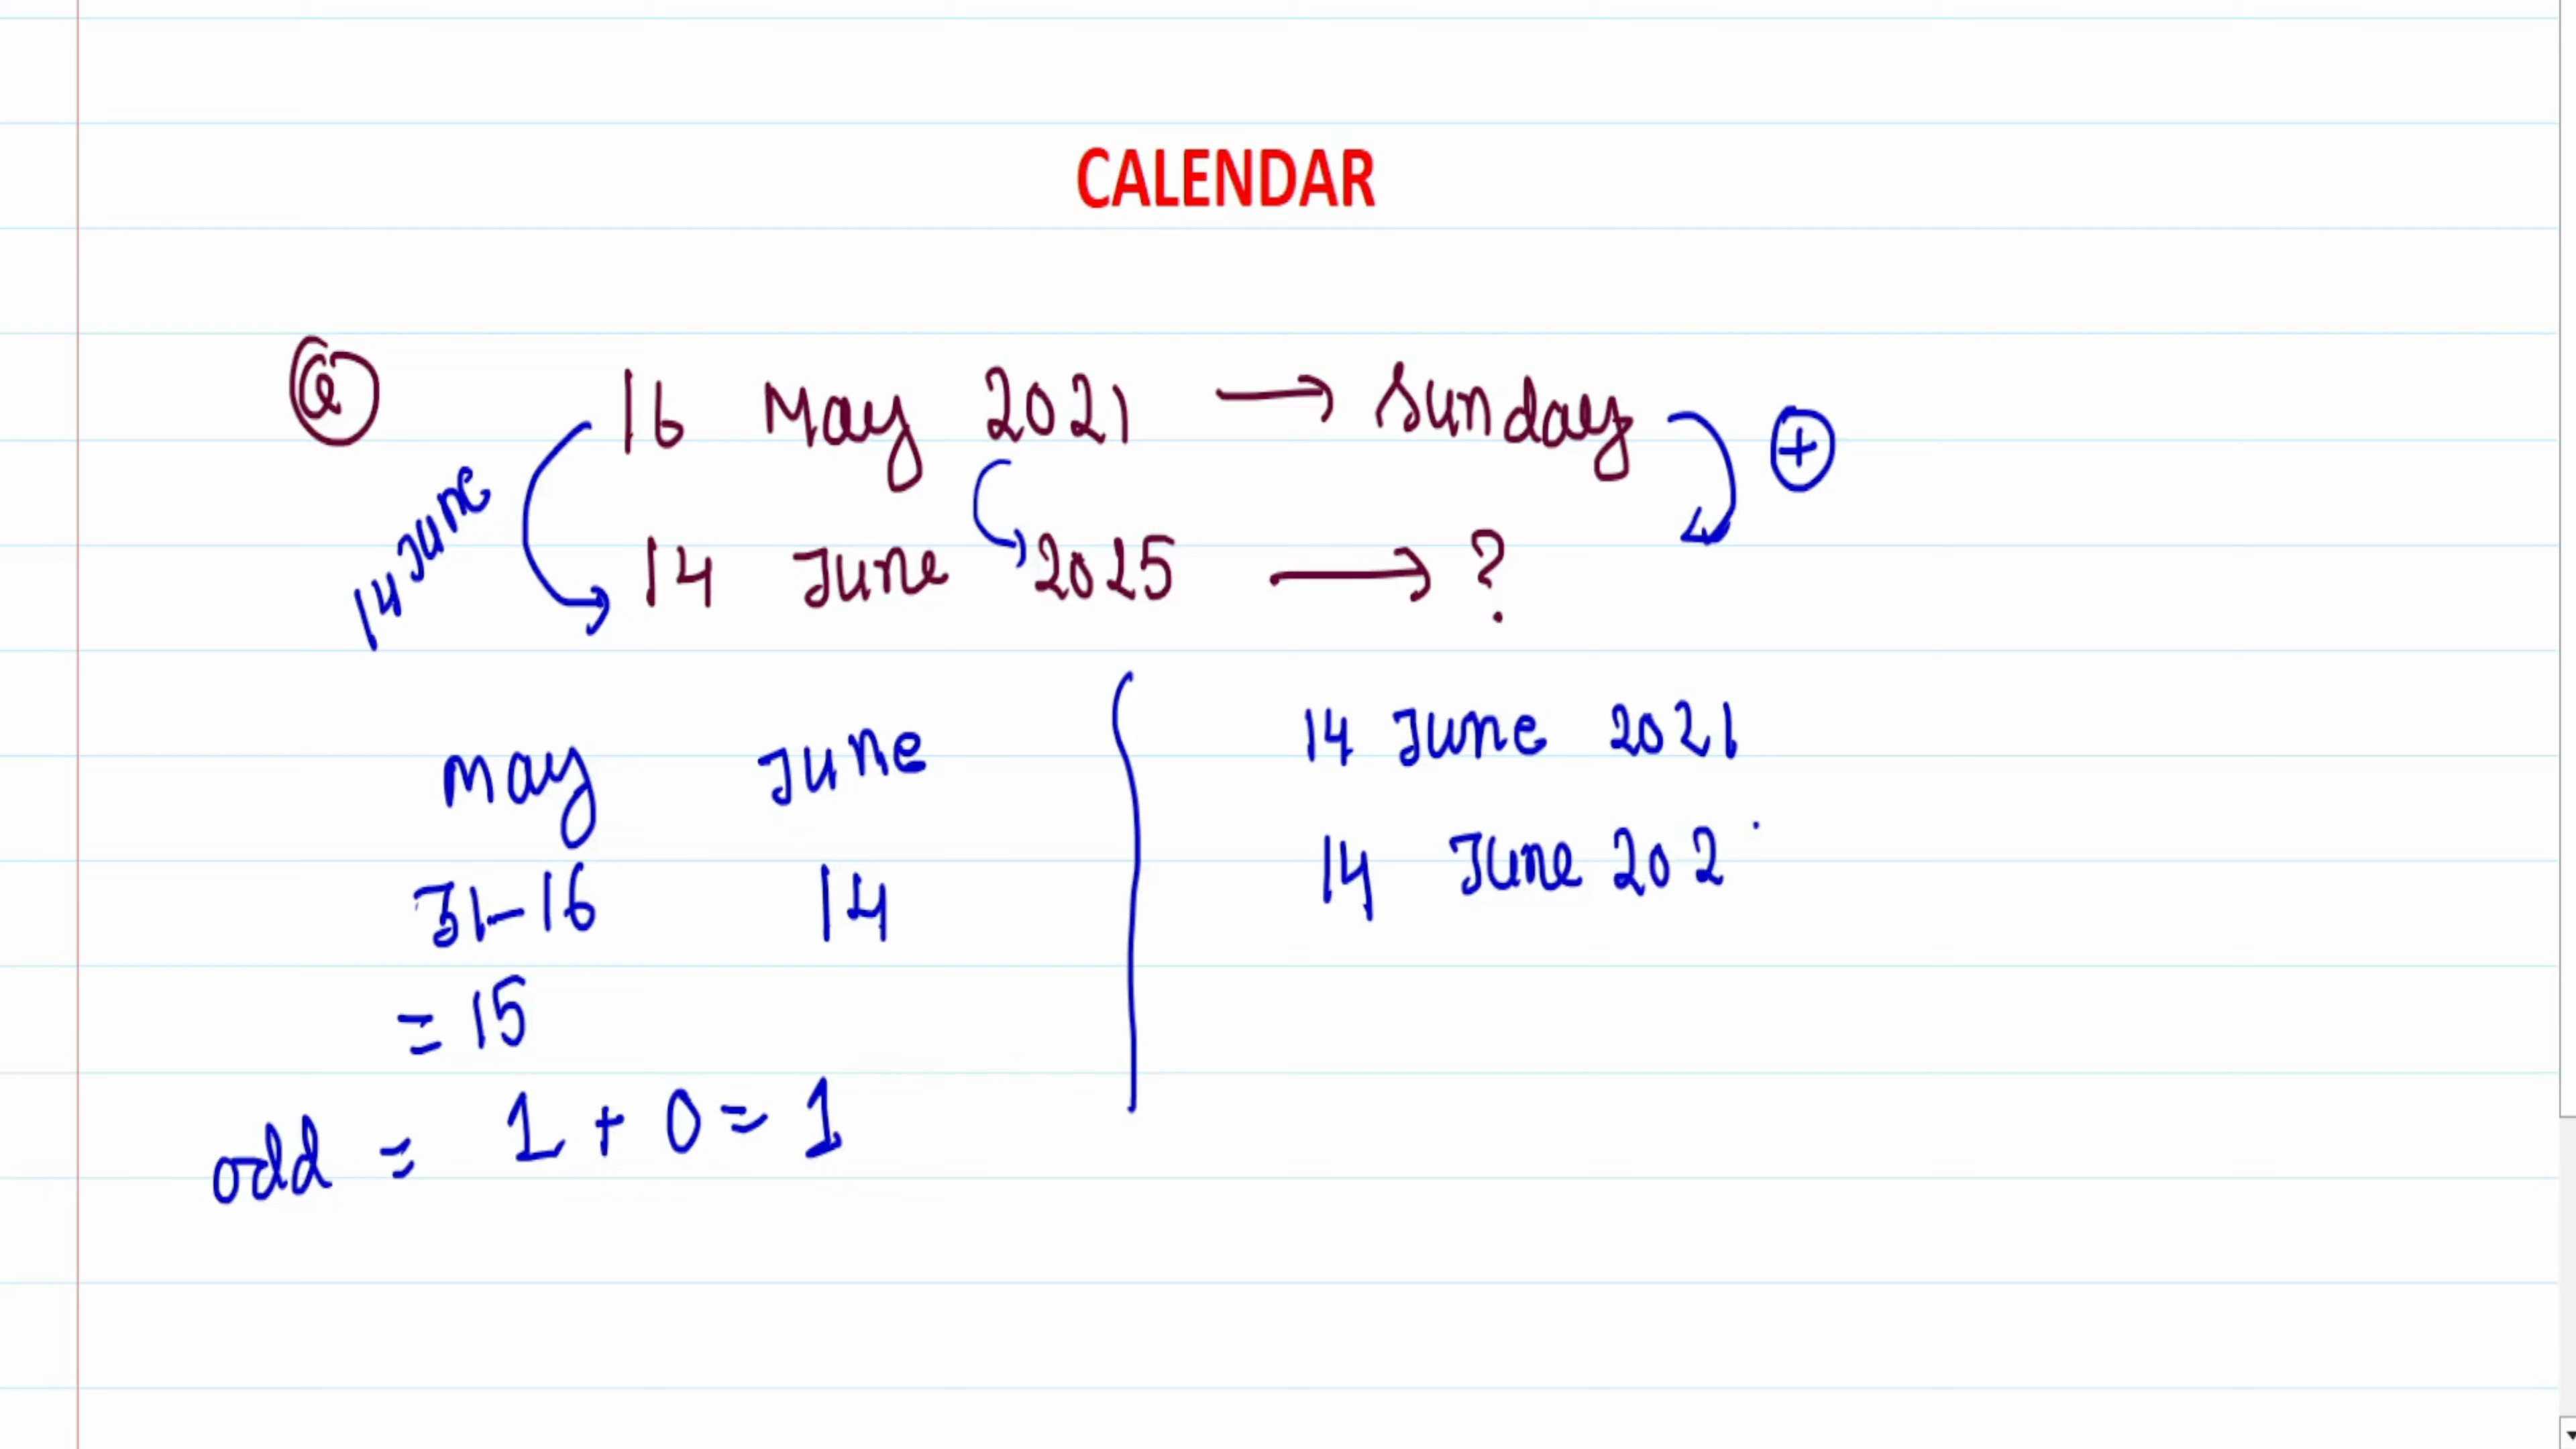 CALENDAR
Q 16 May 2021 → Sunday +
14 June
14 June 2025 → ?
May June
31-16 14
= 15
odd = 1 + 0 = 1
14 June 2021
14 June 202